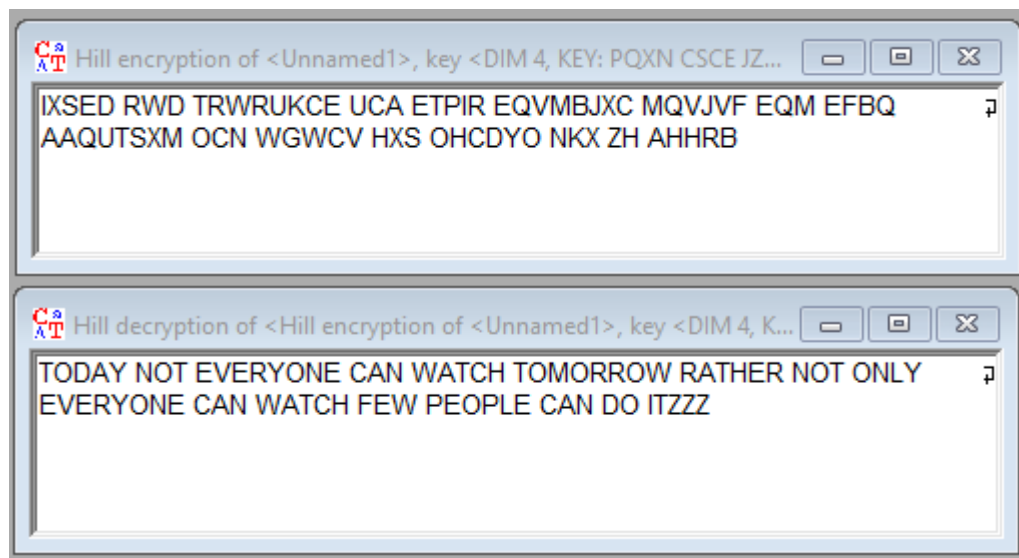 Hill encryption of <Unnamed1>, key <DIM 4, KEY: PQXN CSCE JZ...
IXSED RWD TRWRUKCE UCA ETPIR EQVMBJXC MQVJVF EQM EFBQ
AAQUTSXM OCN WGWCV HXS OHCDYO NKX ZH AHHRB
Hill decryption of <Hill encryption of <Unnamed1>, key <DIM 4, K...
TODAY NOT EVERYONE CAN WATCH TOMORROW RATHER NOT ONLY
EVERYONE CAN WATCH FEW PEOPLE CAN DO ITZZZ